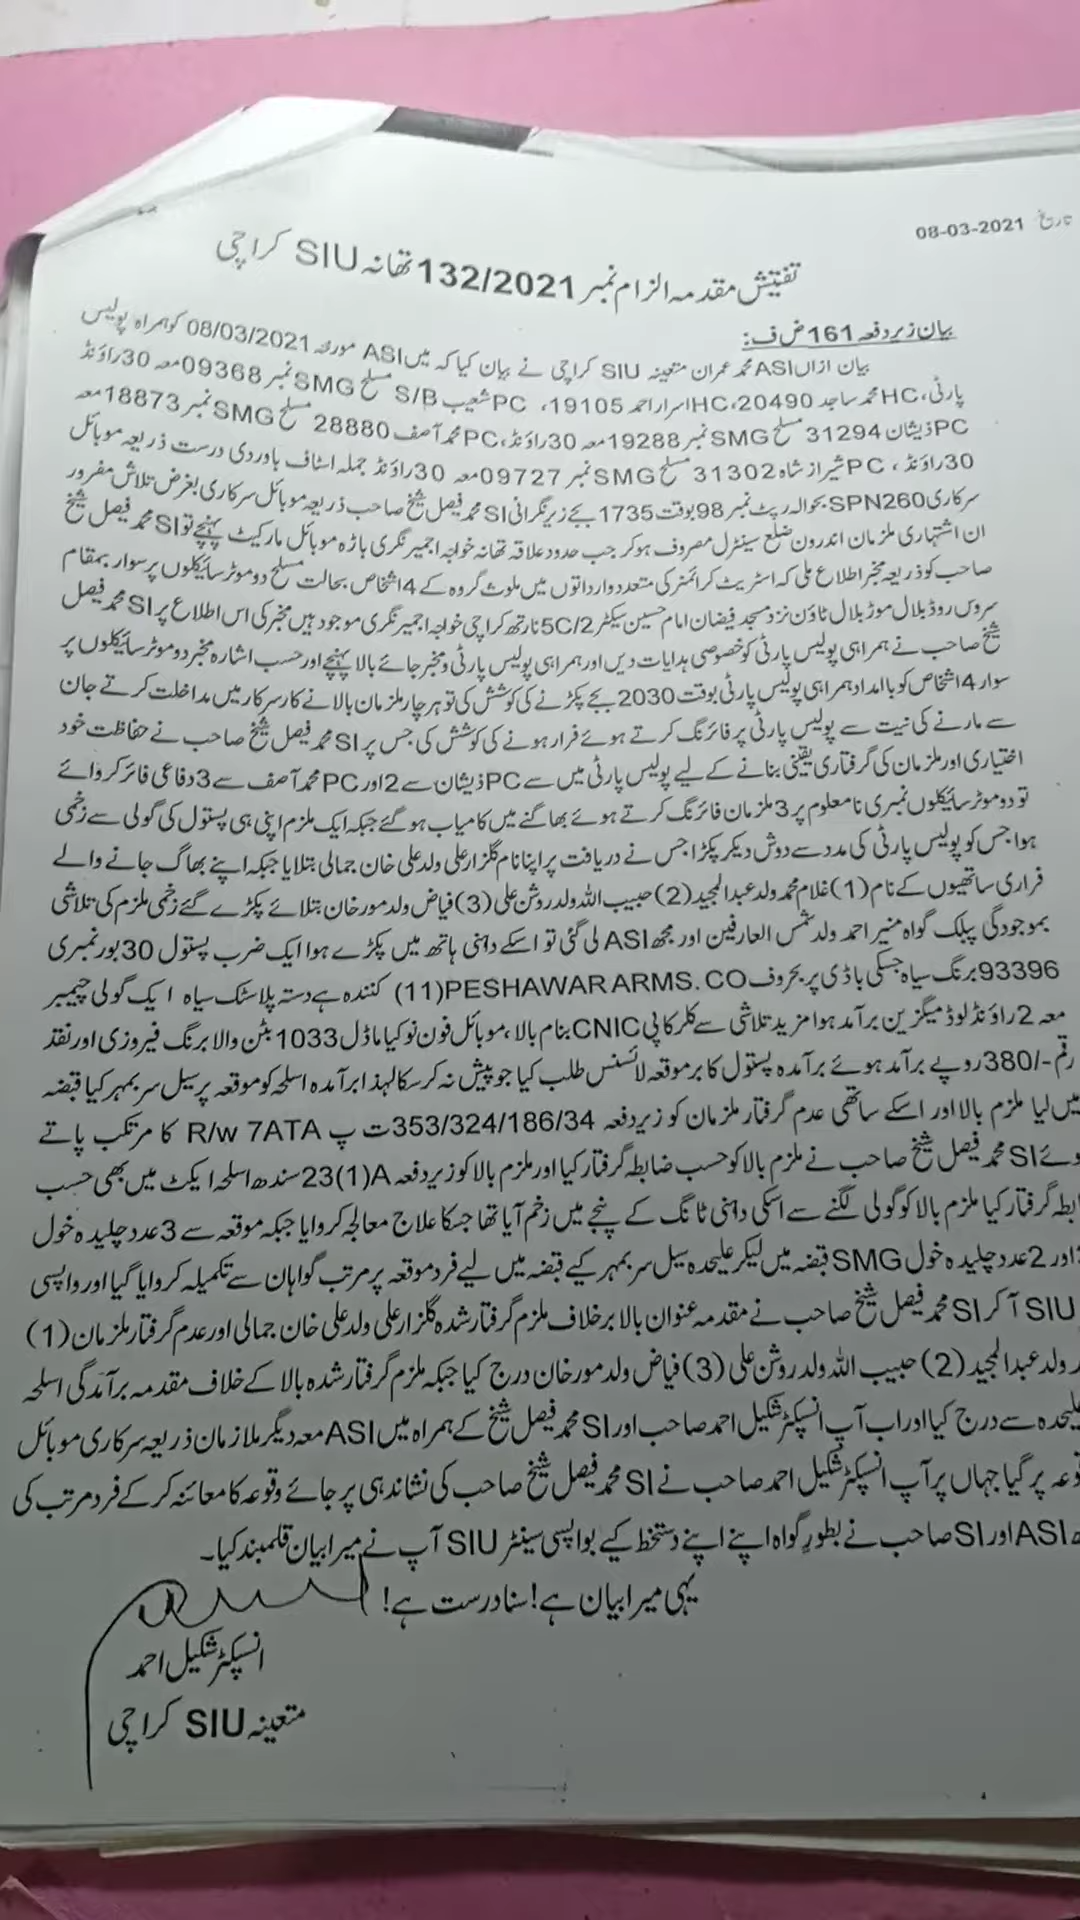 تاریخ 08-03-2021
تفتیش مقدمہ الزام نمبر 132/2021 تھانہ SIU کراچی
بیان زیر دفعہ 161 ض ف:
بیان ازاں ASI محمد عمران متعینہ SIU کراچی نے بیان کیا کہ میں ASI مورخہ 08/03/2021 کو ہمراہ پولیس
پارٹی، HC محمد ساجد 20490، HC اسرار احمد 19105، PC شعیب S/B مسلح SMG نمبر 09368 معہ 30 راؤنڈ
PC ذیشان 31294 مسلح SMG نمبر 19288 معہ 30 راؤنڈ، PC محمد آصف 28880 مسلح SMG نمبر 18873 معہ
30 راؤنڈ، PC شیراز شاہ 31302 مسلح SMG نمبر 09727 معہ 30 راؤنڈ جملہ اسٹاف باوردی درست ذریعہ موبائل
سرکاری SPN260 بحوالہ رپٹ نمبر 98 بوقت 1735 بجے زیر نگرانی SI محمد فیصل شیخ صاحب ذریعہ موبائل سرکاری بغرض تلاش مفرور
ان اشتہاری ملزمان اندرون ضلع سینٹرل مصروف ہو کر جب حدود علاقہ تھانہ خواجہ اجمیر نگری باڑہ موبائل مارکیٹ پہنچے تو SI محمد فیصل شیخ
صاحب کو ذریعہ مخبر اطلاع ملی کہ اسٹریٹ کرائمز کی متعدد وارداتوں میں ملوث گروہ کے 4 اشخاص بحالت مسلح دو موٹر سائیکلوں پر سوار بمقام
سروس روڈ بلال موڑ بلال ٹاؤن نزد مسجد فیضان امام حسین سیکٹر 5C/2 نارتھ کراچی خواجہ اجمیر نگری موجود ہیں مخبر کی اس اطلاع پر SI محمد فیصل
شیخ صاحب نے ہمراہی پولیس پارٹی کو خصوصی ہدایات دیں اور ہمراہی پولیس پارٹی و مخبر جائے بالا پہنچے اور حسب اشارہ مخبر دو موٹر سائیکلوں پر
سوار 4 اشخاص کو باامداد ہمراہی پولیس پارٹی بوقت 2030 بجے پکڑنے کی کوشش کی تو ہر چار ملزمان بالا نے کار سرکار میں مداخلت کرتے جان
سے مارنے کی نیت سے پولیس پارٹی پر فائرنگ کرتے ہوئے فرار ہونے کی کوشش کی جس پر SI محمد فیصل شیخ صاحب نے حفاظت خود
اختیاری اور ملزمان کی گرفتاری یقینی بنانے کے لیے پولیس پارٹی میں سے PC ذیشان سے 2 اور PC محمد آصف سے 3 دفاعی فائر کروائے
تو دو موٹر سائیکلوں نمبری نامعلوم پر 3 ملزمان فائرنگ کرتے ہوئے بھاگنے میں کامیاب ہو گئے جبکہ ایک ملزم اپنی ہی پستول کی گولی سے زخمی
ہوا جس کو پولیس پارٹی کی مدد سے دوش دیکر پکڑا جس نے دریافت پر اپنا نام گلزار علی ولد علی خان جمالی بتلایا جبکہ اپنے بھاگ جانے والے
فراری ساتھیوں کے نام (1) غلام محمد ولد عبدالمجید (2) حبیب اللہ ولد روشن علی (3) فیاض ولد مور خان بتلائے پکڑے گئے زخمی ملزم کی تلاشی
بموجودگی پبلک گواہ منیر احمد ولد شمس العارفین اور مجھ ASI لی گئی تو اسکے داہنی ہاتھ میں پکڑے ہوا ایک ضرب پستول 30 بور نمبری
93396 برنگ سیاہ جسکی باڈی پر بحروف PESHAWAR ARMS. CO (11) کنندہ ہے دستہ پلاسٹک سیاہ ایک گولی چیمبر
معہ 2 راؤنڈ لوڈ میگزین برآمد ہوا مزید تلاشی سے کلر کاپی CNIC بنام بالا، موبائل فون نوکیا ماڈل 1033 بٹن والا برنگ فیروزی اور نقد
رقم -/380 روپے برآمد ہوئے برآمدہ پستول کا برموقعہ لائسنس طلب کیا جو پیش نہ کر سکا لہذا برآمدہ اسلحہ کو موقعہ پر سیل سر بمہر کیا قبضہ
میں لیا ملزم بالا اور اسکے ساتھی عدم گرفتار ملزمان کو زیر دفعہ 353/324/186/34 ت پ R/w 7ATA کا مرتکب پاتے
ہوئے SI محمد فیصل شیخ صاحب نے ملزم بالا کو حسب ضابطہ گرفتار کیا اور ملزم بالا کو زیر دفعہ 23(1)A سندھ اسلحہ ایکٹ میں بھی حسب
ابطہ گرفتار کیا ملزم بالا کو گولی لگنے سے اسکی داہنی ٹانگ کے پنجے میں زخم آیا تھا جسکا علاج معالجہ کروایا جبکہ موقعہ سے 3 عدد چلیدہ خول
اور 2 عدد چلیدہ خول SMG قبضہ میں لیکر علیحدہ سیل سر بمہر کیے قبضہ میں لیے فرد موقعہ پر مرتب گواہان سے تکمیلہ کروایا گیا اور واپسی
SIU آ کر SI محمد فیصل شیخ صاحب نے مقدمہ عنوان بالا برخلاف ملزم گرفتار شدہ گلزار علی ولد علی خان جمالی اور عدم گرفتار ملزمان (1)
ولد عبدالمجید (2) حبیب اللہ ولد روشن علی (3) فیاض ولد مور خان درج کیا جبکہ ملزم گرفتار شدہ بالا کے خلاف مقدمہ برآمدگی اسلحہ
علیحدہ سے درج کیا اور اب آپ انسپکٹر شکیل احمد صاحب اور SI محمد فیصل شیخ کے ہمراہ میں ASI معہ دیگر ملازمان ذریعہ سرکاری موبائل
قوعہ پر گیا جہاں پر آپ انسپکٹر شکیل احمد صاحب نے SI محمد فیصل شیخ صاحب کی نشاندہی پر جائے وقوعہ کا معائنہ کر کے فرد مرتب کی
ASI اور SI صاحب نے بطور گواہ اپنے اپنے دستخط کیے بواپسی سینٹر SIU آپ نے میرا بیان قلمبند کیا۔
یہی میرا بیان ہے! سنا درست ہے!
انسپکٹر شکیل احمد
متعینہ SIU کراچی